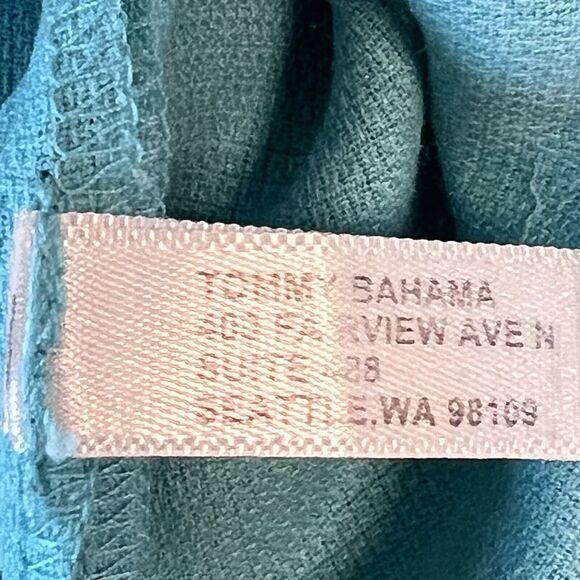 TOMMY BAHAMA
FAIRVIEW AVE N
SUITE
SEATTLE, WA 98109